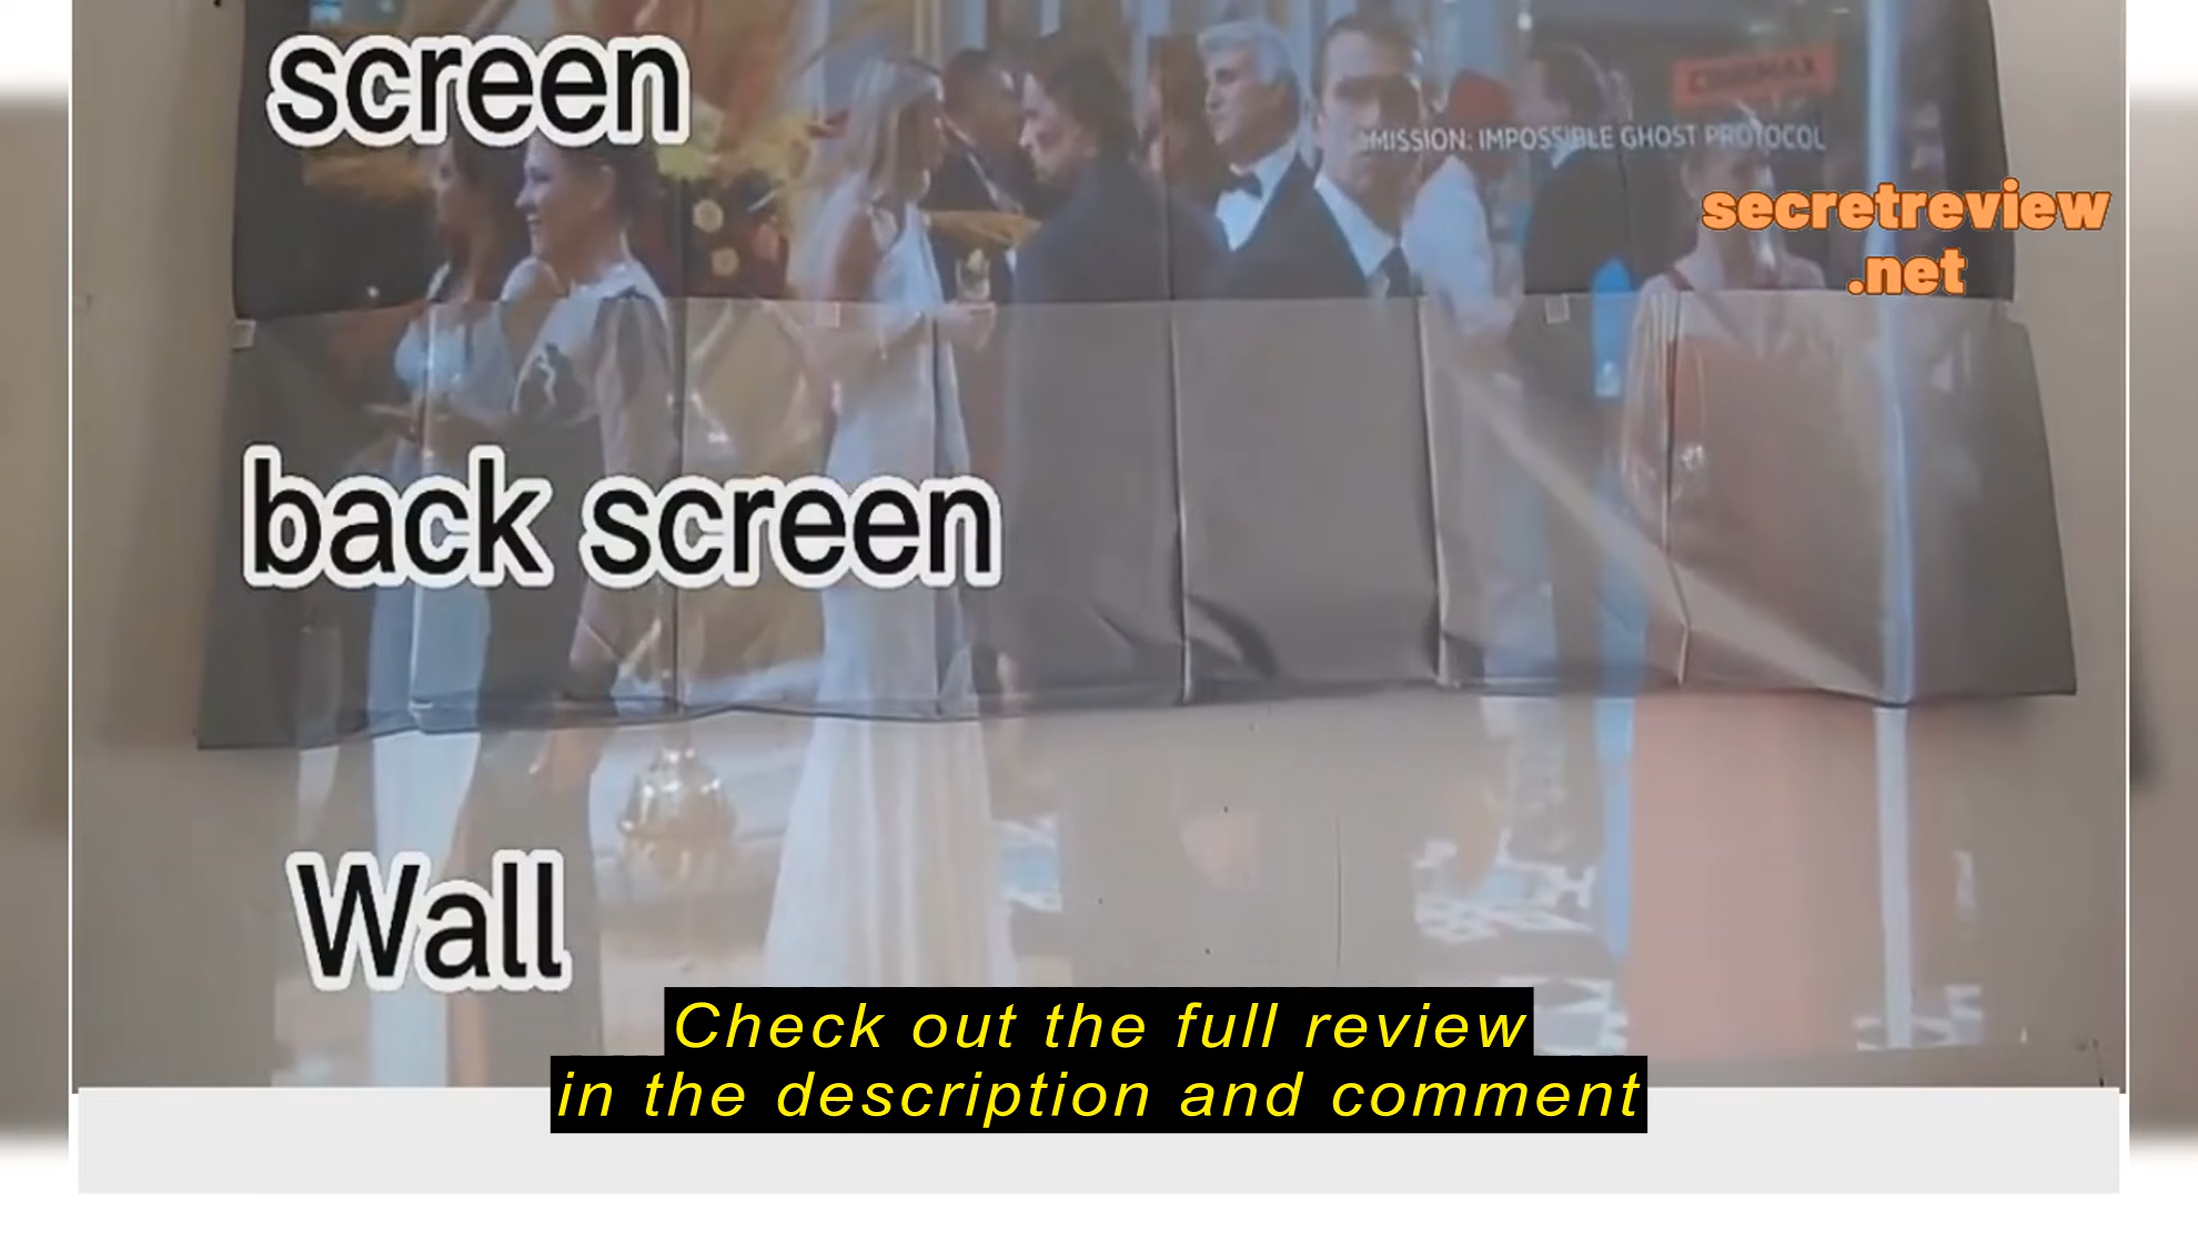 screen
CINEMAX
MISSION: IMPOSSIBLE GHOST PROTOCOL
secretreview
.net
back screen
Wall
Check out the full review
in the description and comment